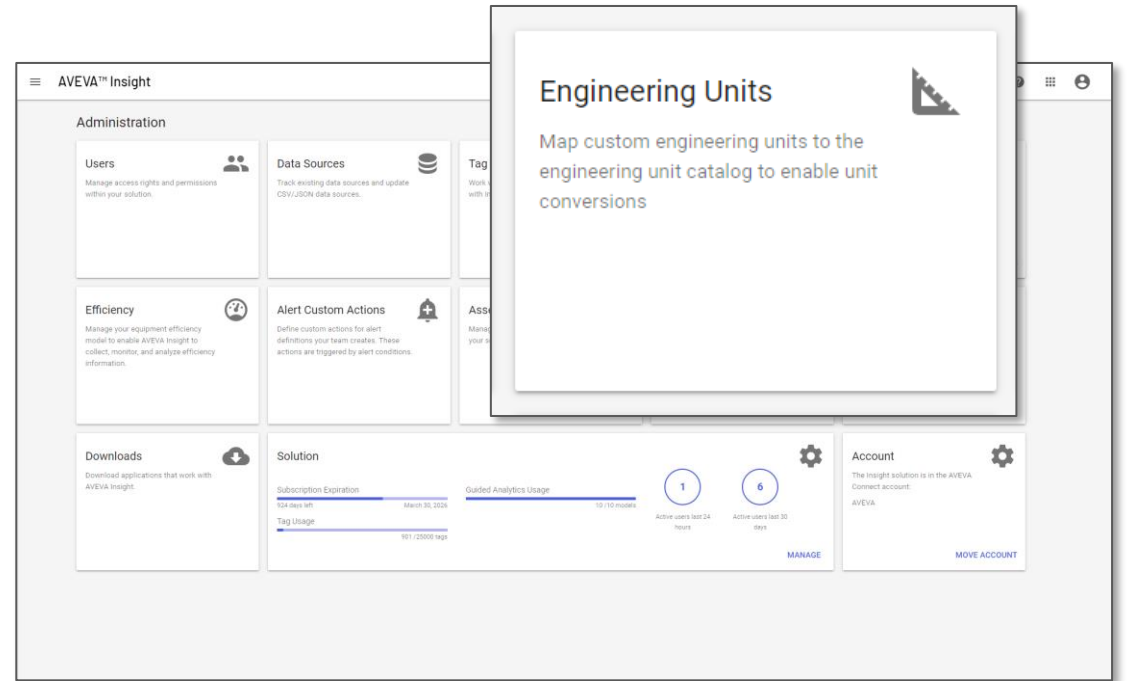 AVEVA™ Insight
Administration
Engineering Units
Map custom engineering units to the
engineering unit catalog to enable unit
conversions
Users
Manage access rights and permissions
within your solution.
Data Sources
Track existing data sources and update
CSV/JSON data sources.
Tag
Work
with
Efficiency
Manage your equipment efficiency
model to enable AVEVA Insight to
collect, monitor, and analyze efficiency
information.
Alert Custom Actions
Define custom actions for alert
definitions your team creates. These
actions are triggered by alert conditions.
Downloads
Download applications that work with
AVEVA Insight.
Solution
Subscription Expiration
924 days left
March 30, 2026
Tag Usage
901 /25000 tags
Guided Analytics Usage
10 /10 models
1
Active users last 24
hours
6
Active users last 30
days
MANAGE
Account
The Insight solution is in the AVEVA
Connect account:
AVEVA
MOVE ACCOUNT